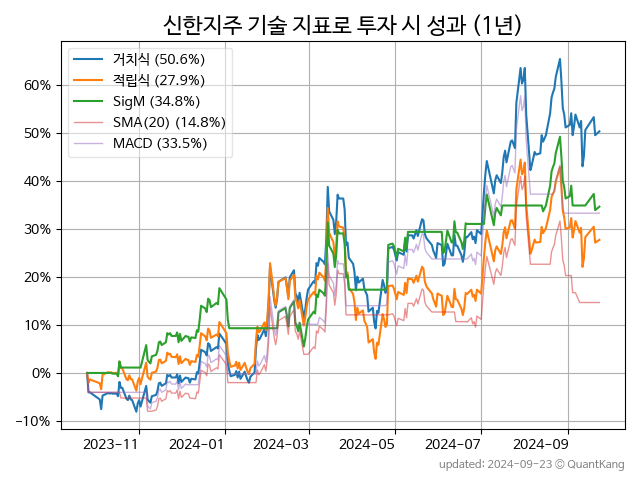 신한지주 기술 지표로 투자 시 성과 (1년)
거치식 (50.6%)
적립식 (27.9%)
SigM (34.8%)
SMA(20) (14.8%)
MACD (33.5%)
60%
50%
40%
30%
20%
10%
0%
−10%
2023-11
2024-01
2024-03
2024-05
2024-07
2024-09
updated: 2024-09-23 ⓒ QuantKang